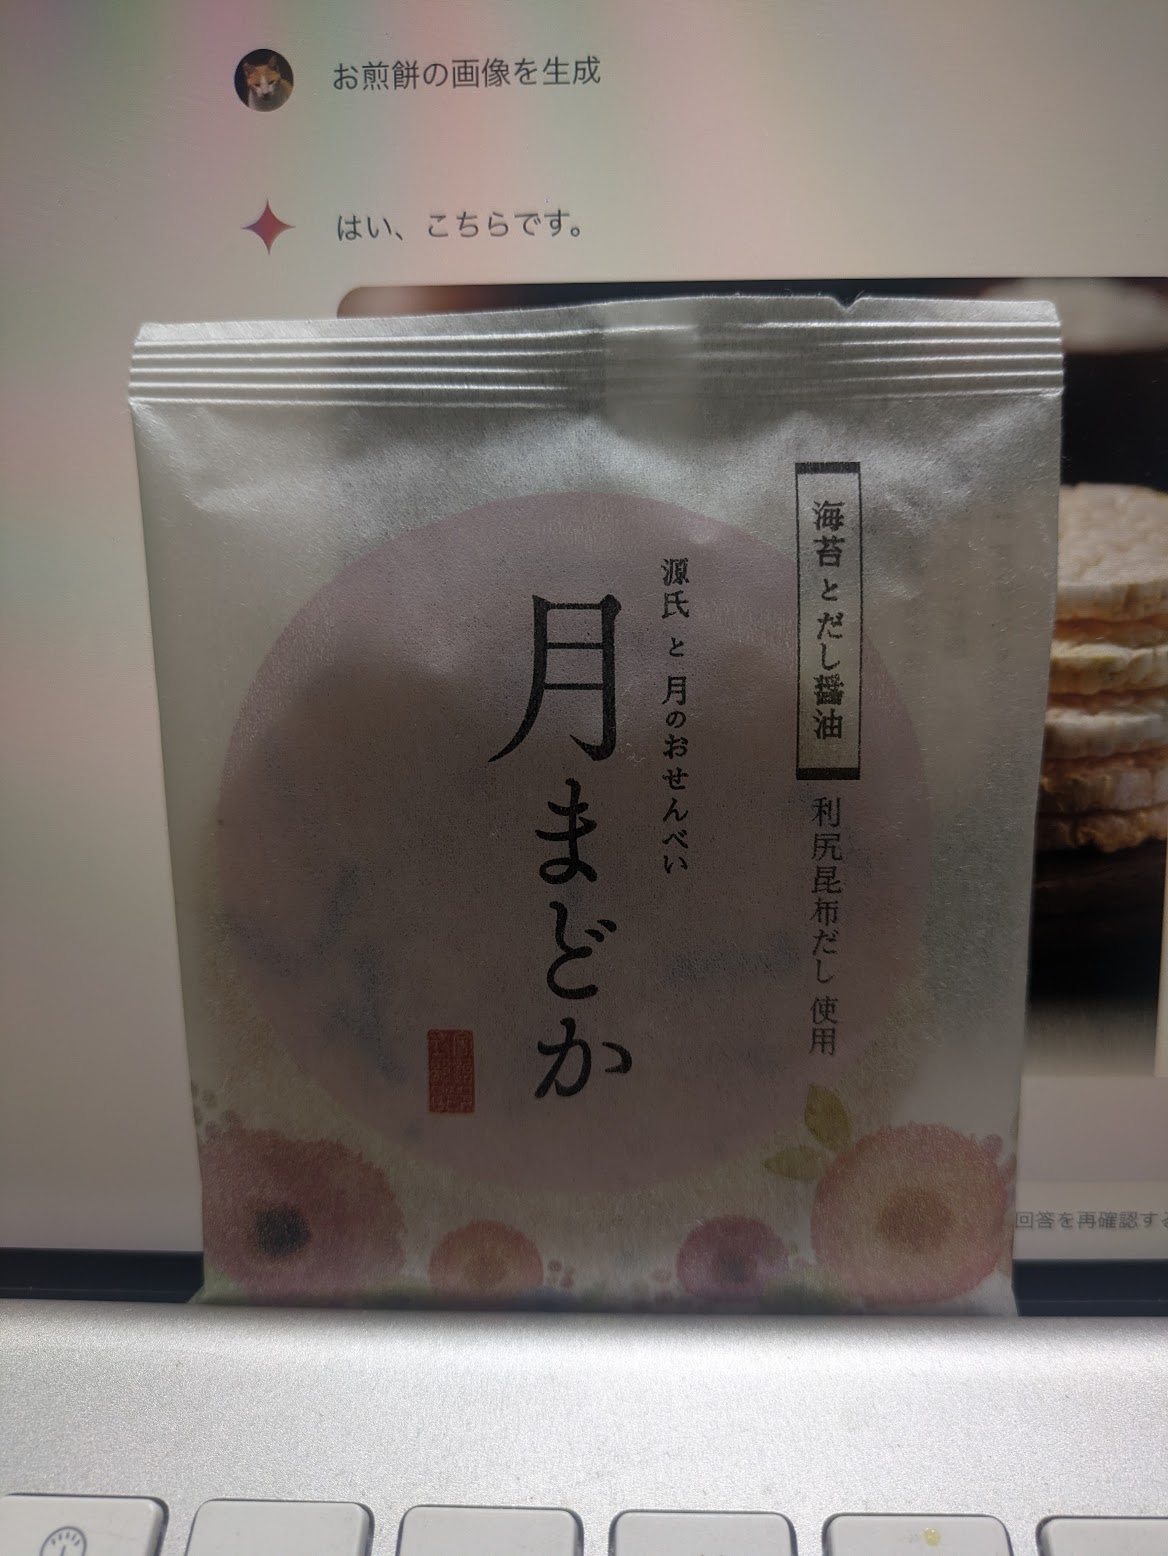 お煎餅の画像を生成
はい、こちらです。
海苔とだし醤油
利尻昆布だし使用
源氏と月のおせんべい
月まどか
回答を再確認する